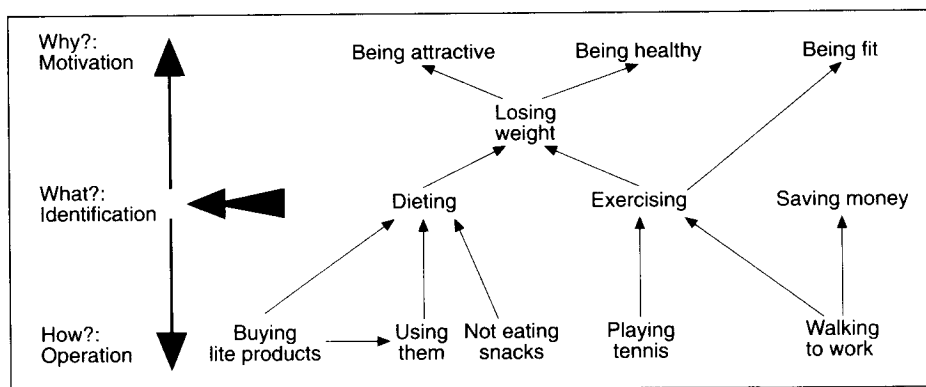 Why?:
Motivation
Being attractive
Being healthy
Being fit
Losing
weight
What?:
Identification
Dieting
Exercising
Saving money
How?:
Operation
Buying
lite products
Using
them
Not eating
snacks
Playing
tennis
Walking
to work